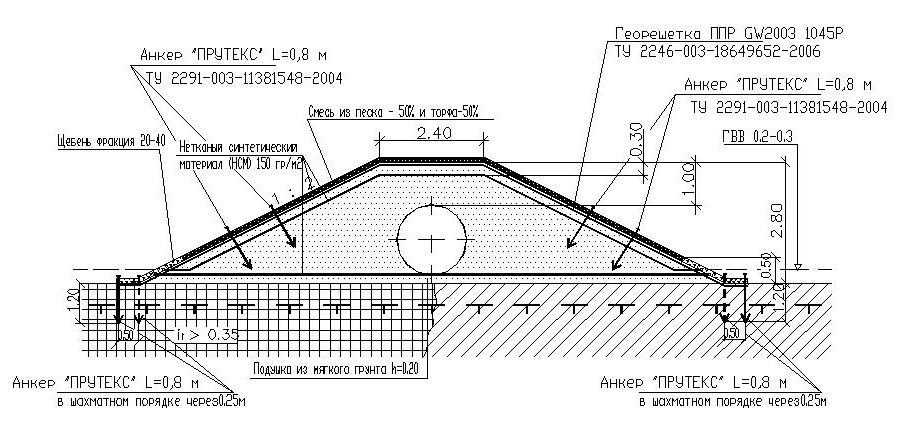 Георешетка ППР GW2003 1045Р
ТУ 2246-003-18649652-2006
Анкер "ПРУТЕКС" L=0,8 м
ТУ 2291-003-11381548-2004
Анкер "ПРУТЕКС" L=0,8 м
ТУ 2291-003-11381548-2004
Смесь из песка - 50% и торфа-50%
2.40
0.30
ГВВ 0.2-0.3
Щебень фракция 20-40
Нетканый синтетический
материал (НСМ) 150 гр/м2
1 : 2
1.00
2.80
0.50
1.20
1.20
0.50
ir > 0.35
0.50
Подушка из мягкого грунта h=0.20
Анкер "ПРУТЕКС" L=0,8 м
в шахматном порядке через0.25м
Анкер "ПРУТЕКС" L=0,8 м
в шахматном порядке через0.25м